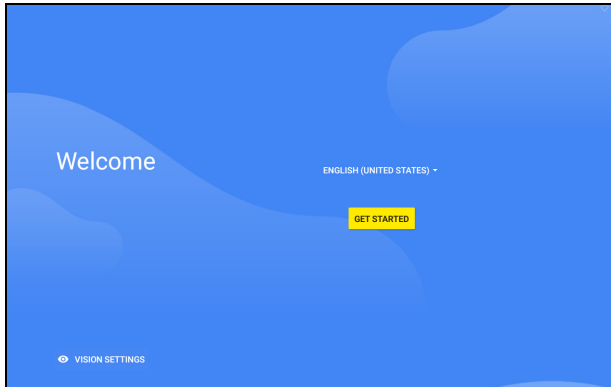 Welcome
ENGLISH (UNITED STATES)
GET STARTED
VISION SETTINGS